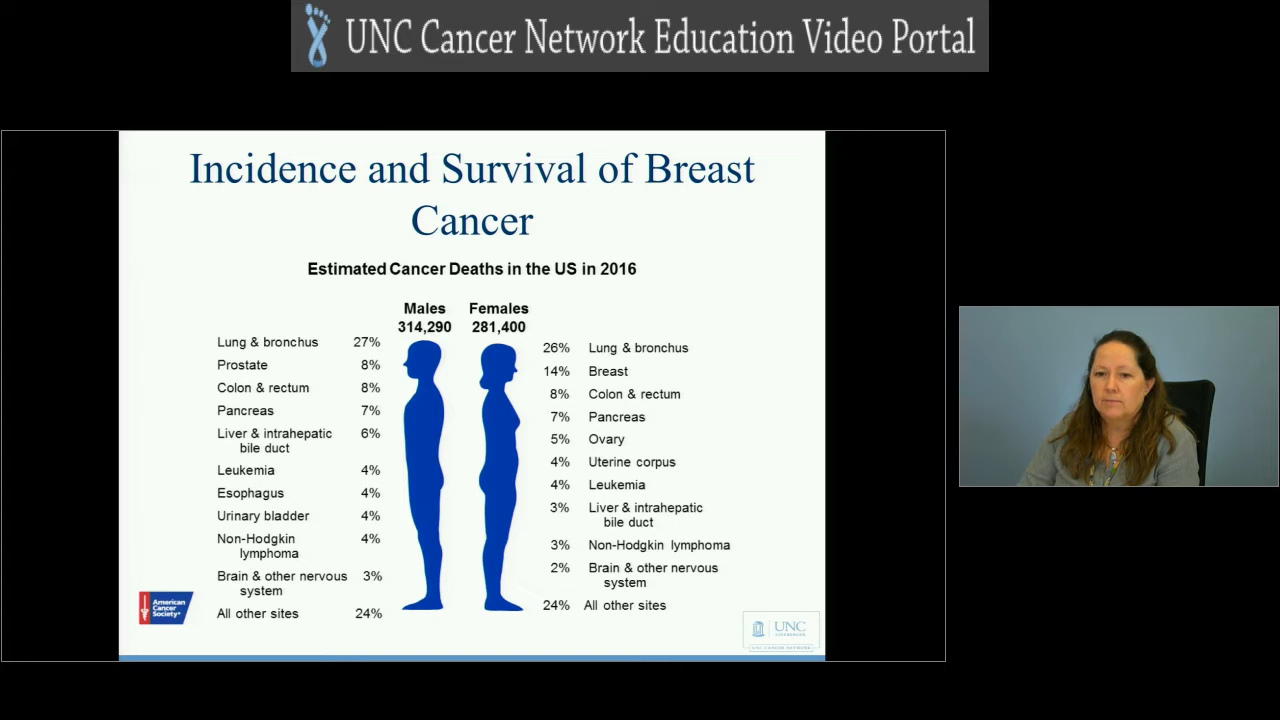 UNC Cancer Network Education Video Portal
Incidence and Survival of Breast
Cancer
Estimated Cancer Deaths in the US in 2016
Males
314,290
Females
281,400
Lung & bronchus 27%
Prostate 8%
Colon & rectum 8%
Pancreas 7%
Liver & intrahepatic 6%
bile duct
Leukemia 4%
Esophagus 4%
Urinary bladder 4%
Non-Hodgkin 4%
lymphoma
Brain & other nervous 3%
system
All other sites 24%
26% Lung & bronchus
14% Breast
8% Colon & rectum
7% Pancreas
5% Ovary
4% Uterine corpus
4% Leukemia
3% Liver & intrahepatic
bile duct
3% Non-Hodgkin lymphoma
2% Brain & other nervous
system
24% All other sites
American
Cancer
Society®
UNC
LINEBERGER
UNC CANCER NETWORK